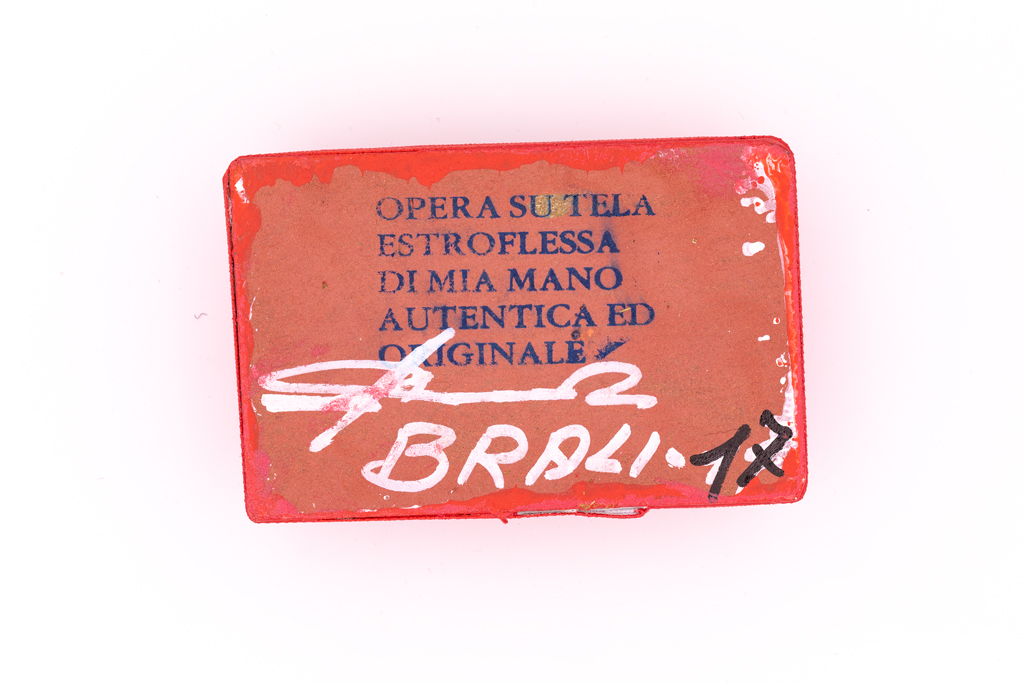 OPERA SU TELA
ESTROFLESSA
DI MIA MANO
AUTENTICA ED
ORIGINALE
BRALI. 17